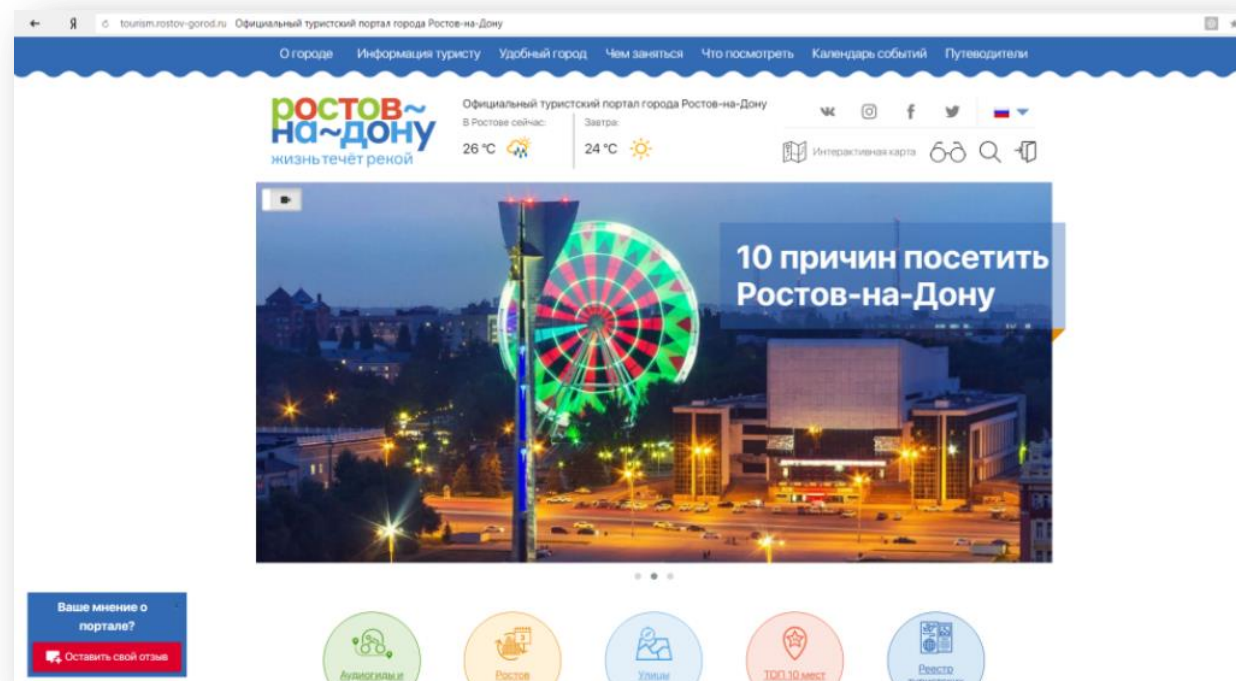 Я
tourism.rostov-gorod.ru Официальный туристский портал города Ростов-на-Дону
О городе Информация туристу Удобный город Чем заняться Что посмотреть Календарь событий Путеводители
РОСТОВ~
на~ДОНУ
жизнь течёт рекой
Официальный туристский портал города Ростов-на-Дону
В Ростове сейчас: Завтра:
26 °C 24 °C
Интерактивная карта
10 причин посетить
Ростов-на-Дону
Ваше мнение о
портале?
Оставить свой отзыв
Аудиогиды и
Ростов
Улицы
ТОП 10 мест
Реестр